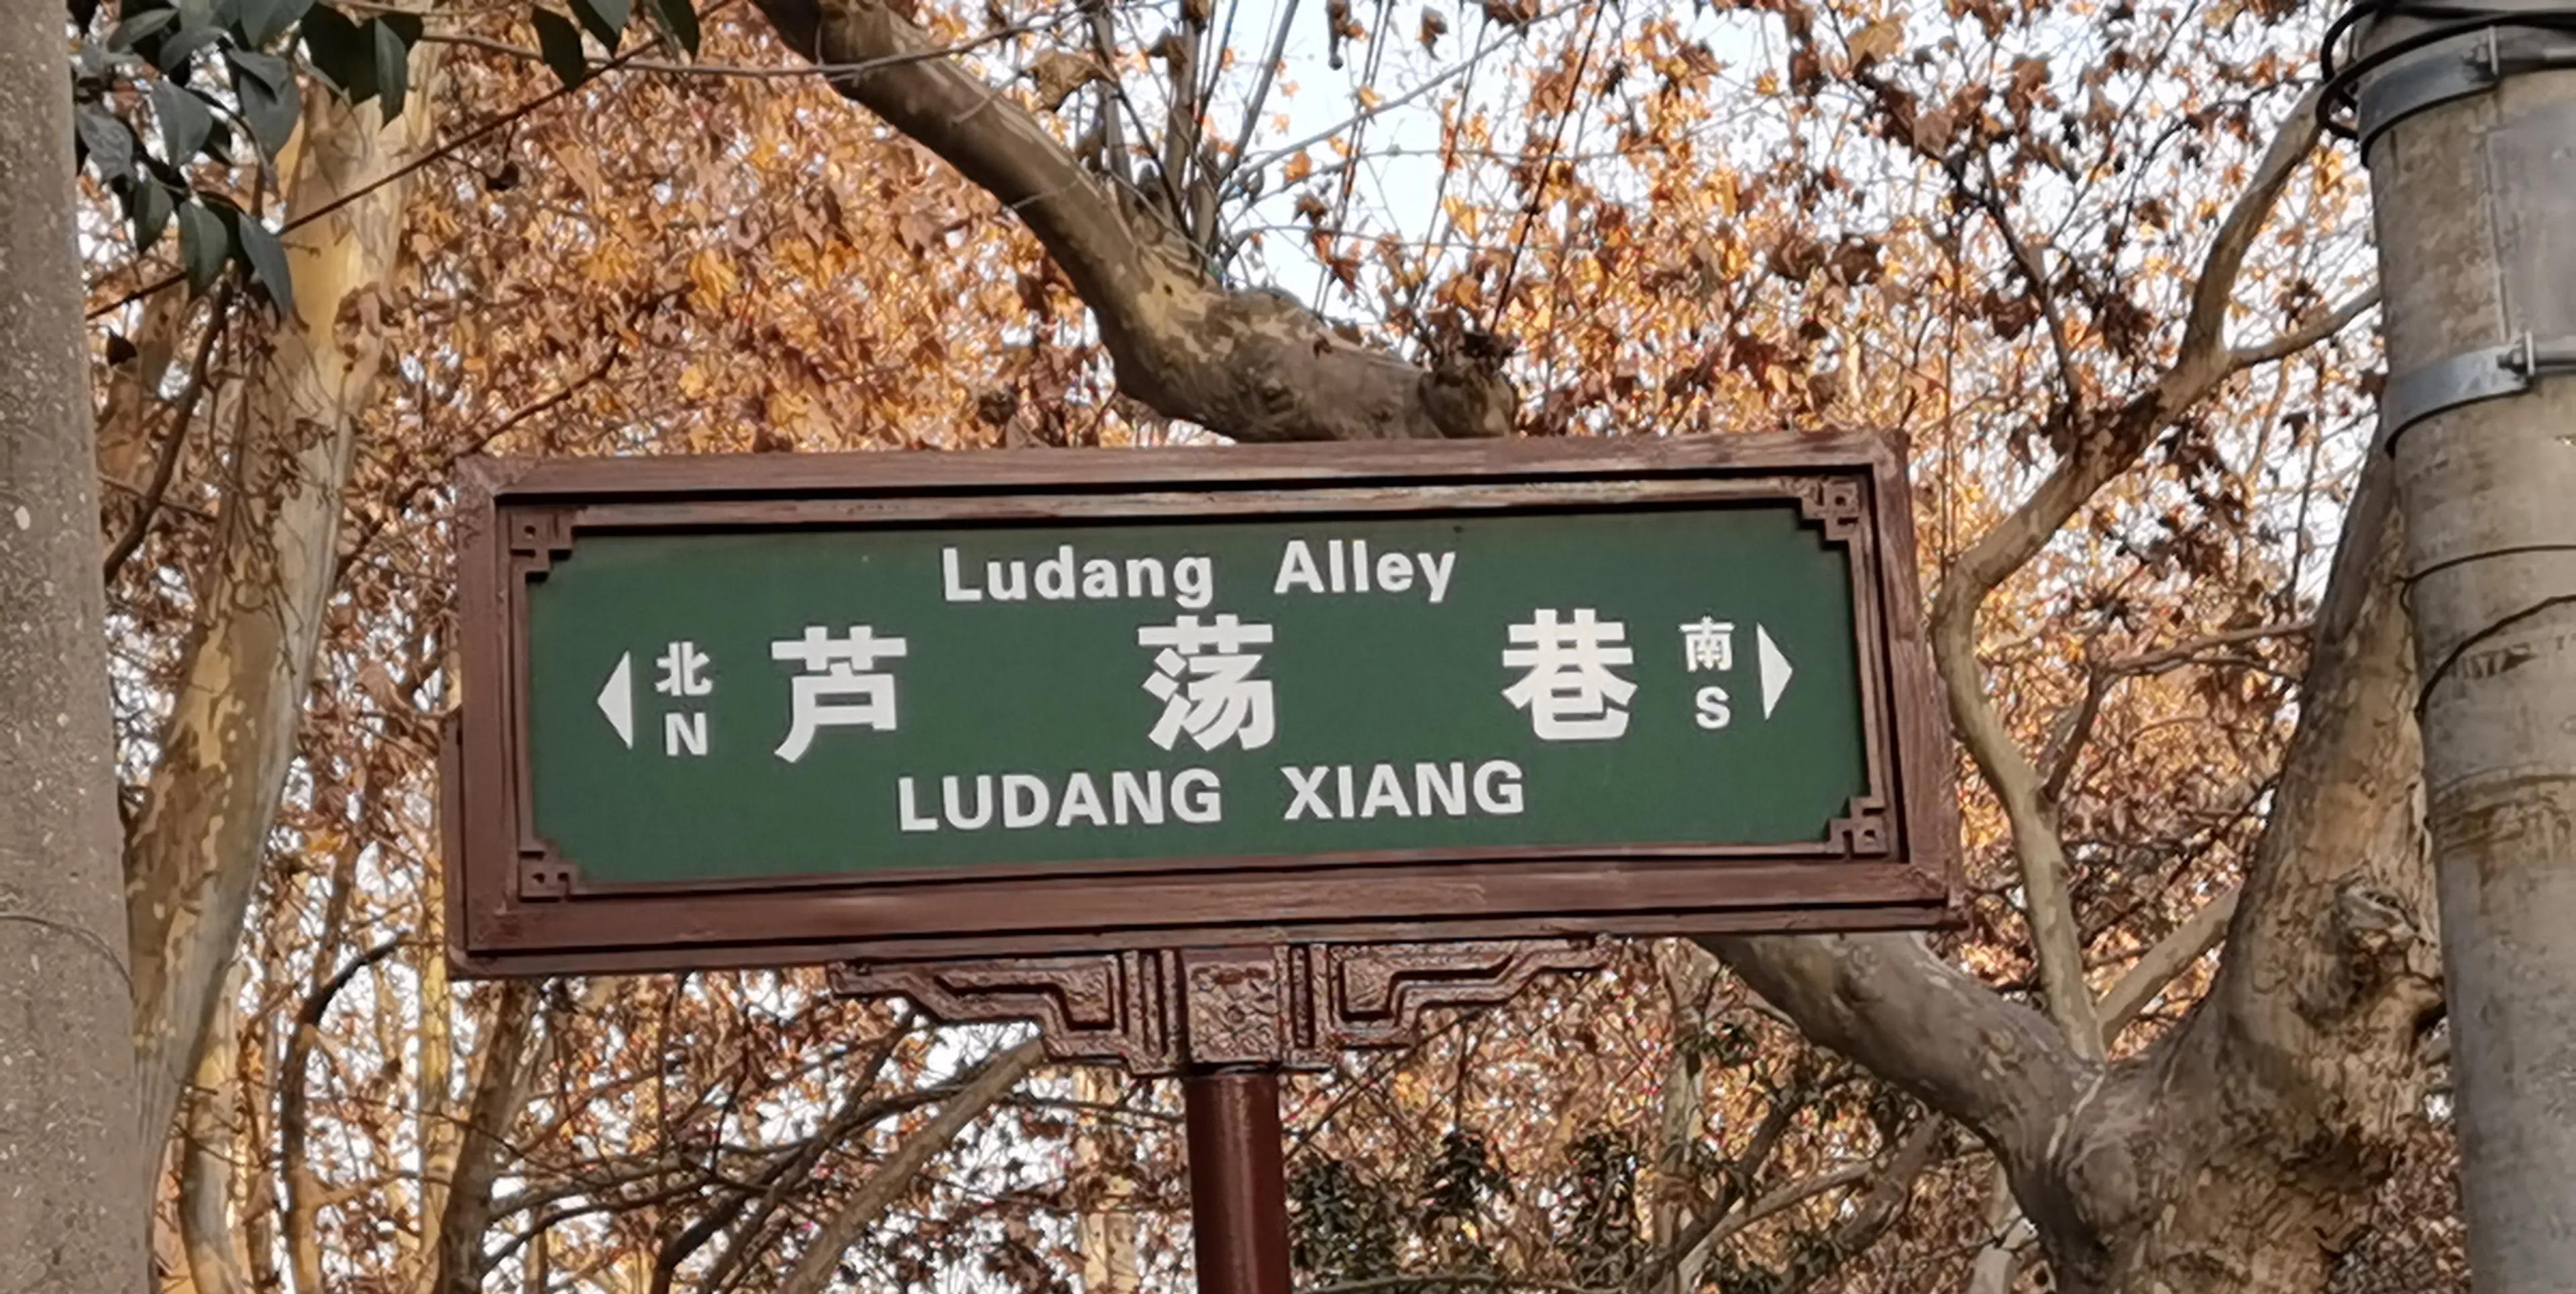 Ludang Alley
北 芦荡巷 南
N S
LUDANG XIANG